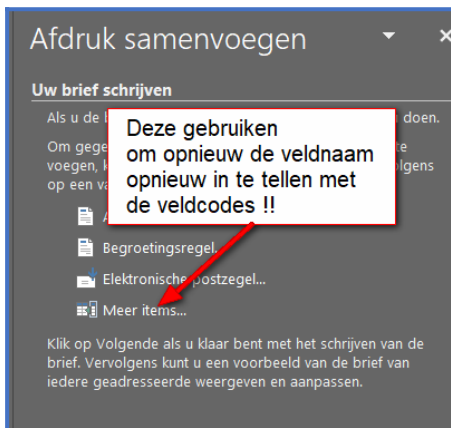 Afdruk samenvoegen
Uw brief schrijven
Als u de doen.
Deze gebruiken
om opnieuw de veldnaam
opnieuw in te tellen met
de veldcodes !!
Om gege te
voegen, k lgens
op een va
Begroetingsregel...
Elektronische postzegel...
Meer items...
Klik op Volgende als u klaar bent met het schrijven van de
brief. Vervolgens kunt u een voorbeeld van de brief van
iedere geadresseerde weergeven en aanpassen.